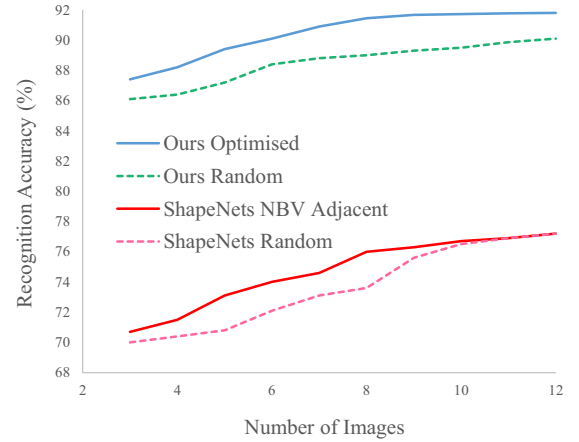 92
90
88
86
84
82
80
78
76
74
72
70
68
Recognition Accuracy (%)
Ours Optimised
Ours Random
ShapeNets NBV Adjacent
ShapeNets Random
2 4 6 8 10 12
Number of Images